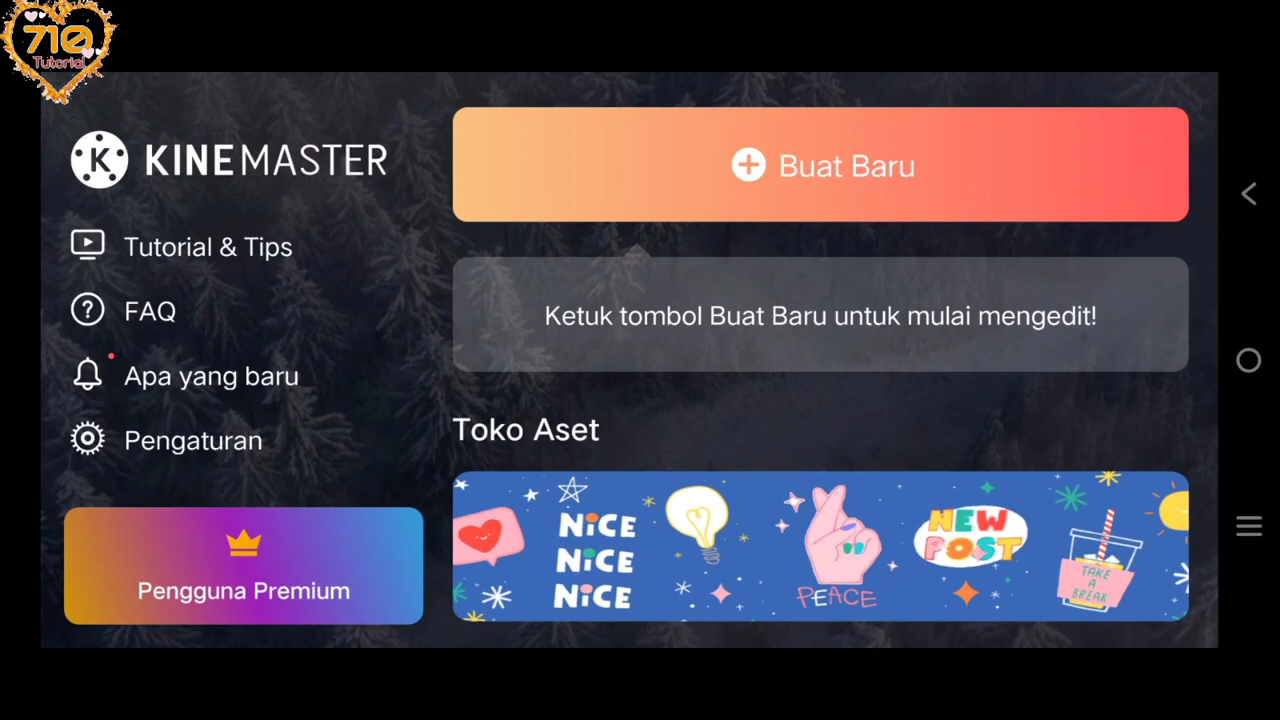 710
Tutorial
KINEMASTER
Tutorial & Tips
FAQ
Apa yang baru
Pengaturan
Pengguna Premium
Buat Baru
Ketuk tombol Buat Baru untuk mulai mengedit!
Toko Aset
NiCE
NiCE
NiCE
PEACE
NEW
POST
TAKE
A
BREAK